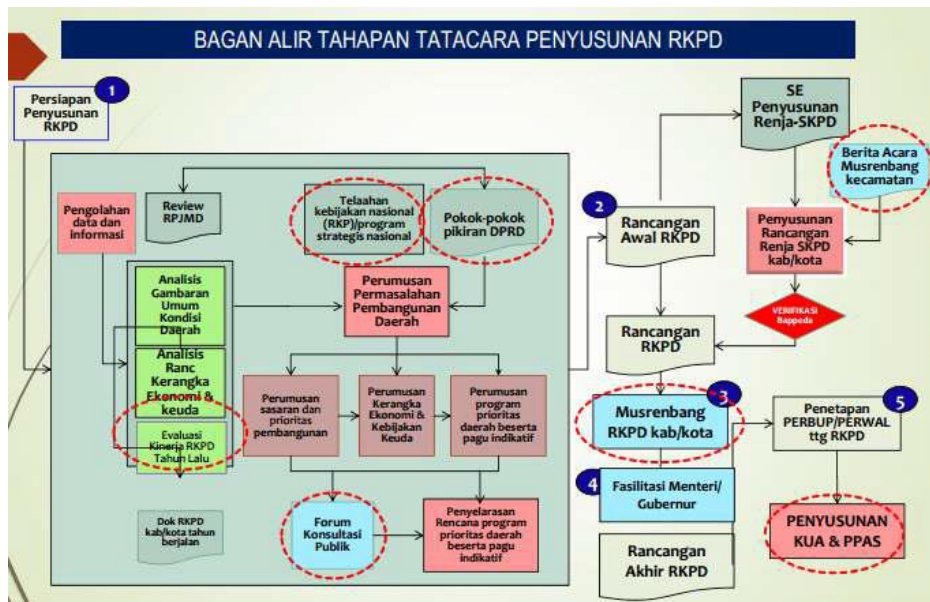 BAGAN ALIR TAHAPAN TATACARA PENYUSUNAN RKPD
1
Persiapan
Penyusunan
RKPD
Pengolahan
data dan
informasi
Review
RPJMD
Telaahan
kebijakan nasional
(RKP)/program
strategis nasional
Pokok-pokok
pikiran DPRD
Analisis
Gambaran
Umum
Kondisi
Daerah
Analisis
Ranc
Kerangka
Ekonomi &
keuda
Evaluasi
Kinerja RKPD
Tahun Lalu
Dok RKPD
kab/kota tahun
berjalan
Perumusan
Permasalahan
Pembangunan
Daerah
Perumusan
sasaran dan
prioritas
pembangunan
Perumusan
Kerangka
Ekonomi &
Kebijakan
Keuda
Perumusan
program
prioritas
daerah beserta
pagu indikatif
Forum
Konsultasi
Publik
Penyelarasan
Rencana program
prioritas daerah
beserta pagu
indikatif
2
Rancangan
Awal RKPD
SE
Penyusunan
Renja-SKPD
Berita Acara
Musrenbang
kecamatan
Penyusunan
Rancangan
Renja SKPD
kab/kota
VERIFIKASI
Bappeda
Rancangan
RKPD
3
Musrenbang
RKPD kab/kota
4
Fasilitasi Menteri/
Gubernur
Rancangan
Akhir RKPD
5
Penetapan
PERBUP/PERWAL
ttg RKPD
PENYUSUNAN
KUA & PPAS